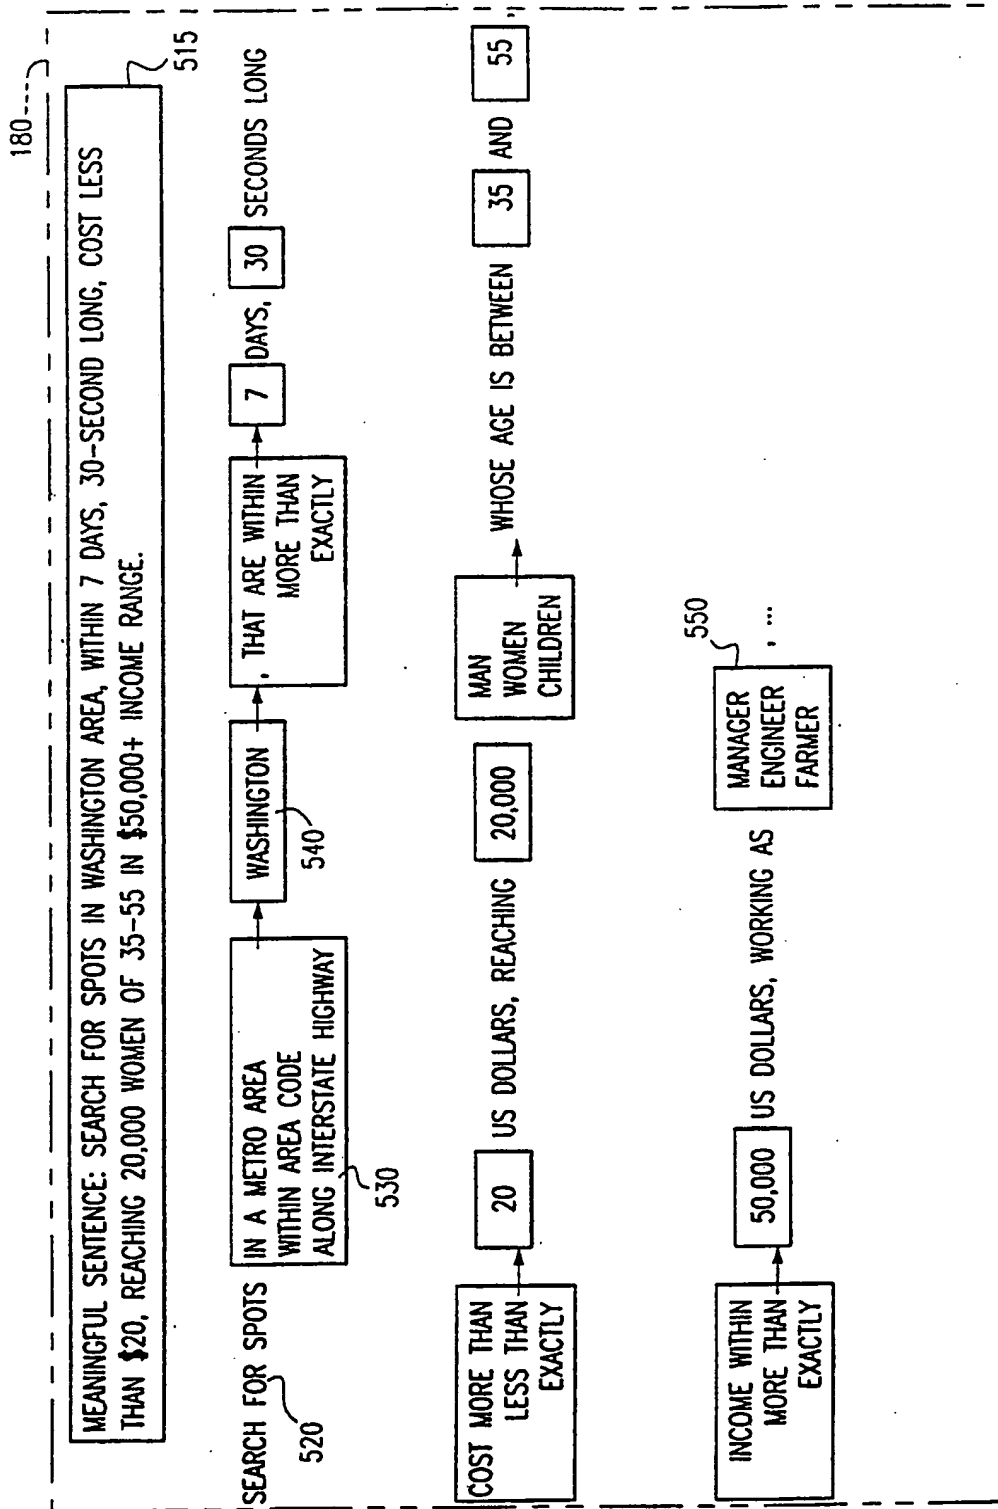 180
MEANINGFUL SENTENCE: SEARCH FOR SPOTS IN WASHINGTON AREA, WITHIN 7 DAYS, 30-SECOND LONG, COST LESS
THAN $20, REACHING 20,000 WOMEN OF 35-55 IN $50,000+ INCOME RANGE.
515
SEARCH FOR SPOTS
520
IN A METRO AREA
WITHIN AREA CODE
ALONG INTERSTATE HIGHWAY
530
WASHINGTON
540
, THAT ARE WITHIN
MORE THAN
EXACTLY
7 DAYS, 30 SECONDS LONG
COST MORE THAN
LESS THAN
EXACTLY
20 US DOLLARS, REACHING 20,000
MAN
WOMEN
CHILDREN
WHOSE AGE IS BETWEEN 35 AND 55,
INCOME WITHIN
MORE THAN
EXACTLY
50,000 US DOLLARS, WORKING AS
MANAGER
ENGINEER
FARMER
550
, ...